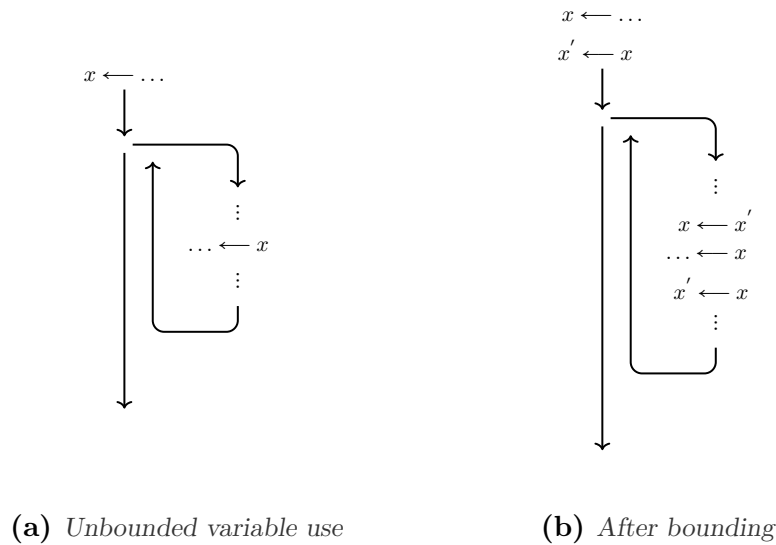 x ⟵ …
⋮
… ⟵ x
⋮
(a) Unbounded variable use
x ⟵ …
x′ ⟵ x
⋮
x ⟵ x′
… ⟵ x
x′ ⟵ x
⋮
(b) After bounding